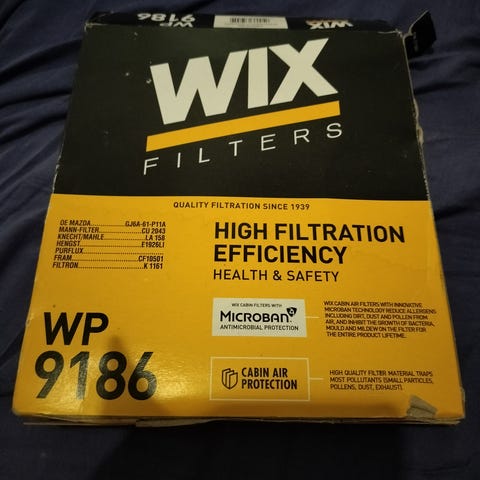 WP 9186
WIX
WIX
FILTERS
QUALITY FILTRATION SINCE 1939
OE MAZDA....................GJ6A-61-P11A
MANN-FILTER....................CU 2043
KNECHT/MAHLE....................LA 158
HENGST....................E1926LI
PURFLUX....................
FRAM....................CF10501
FILTRON....................K 1161
HIGH FILTRATION
EFFICIENCY
HEALTH & SAFETY
WIX CABIN FILTERS WITH
MICROBAN
ANTIMICROBIAL PROTECTION
WIX CABIN AIR FILTERS WITH INNOVATIVE
MICROBAN TECHNOLOGY REDUCE ALLERGENS
INCLUDING DIRT, DUST AND POLLEN FROM
AIR, AND INHIBIT THE GROWTH OF BACTERIA,
MOULD AND MILDEW ON THE FILTER FOR
THE ENTIRE PRODUCT LIFETIME.
WP
9186
CABIN AIR
PROTECTION
HIGH QUALITY FILTER MATERIAL TRAPS
MOST POLLUTANTS (SMALL PARTICLES,
POLLENS, DUST, EXHAUST).